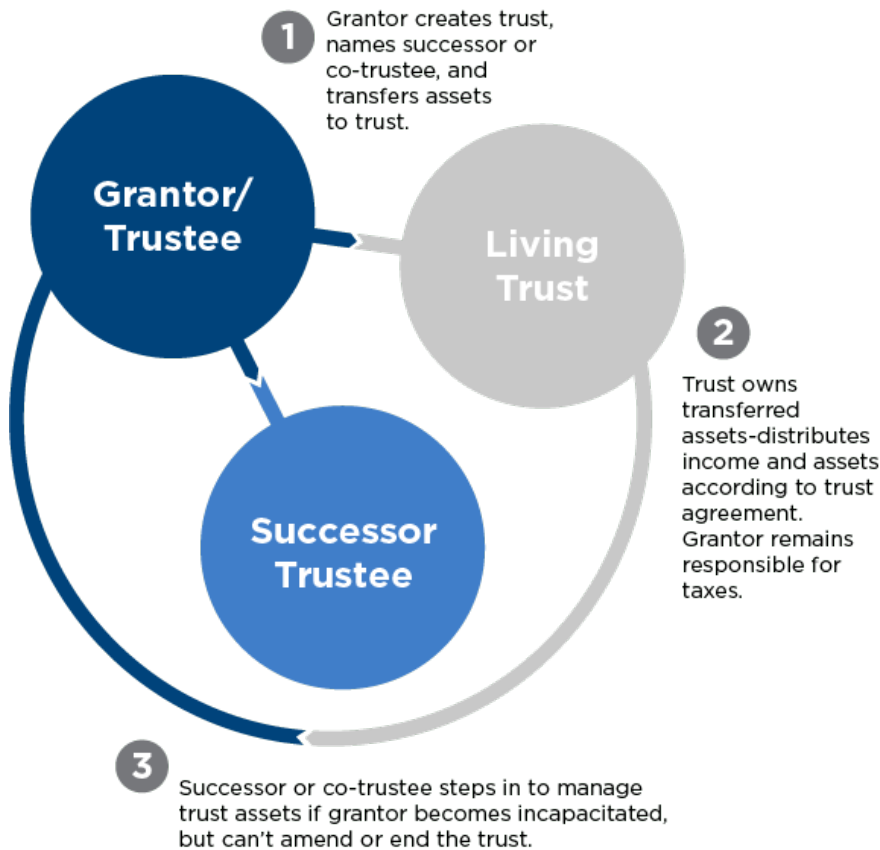 1
Grantor creates trust,
names successor or
co-trustee, and
transfers assets
to trust.
Grantor/
Trustee
Living
Trust
2
Trust owns
transferred
assets-distributes
income and assets
according to trust
agreement.
Grantor remains
responsible for
taxes.
Successor
Trustee
3
Successor or co-trustee steps in to manage
trust assets if grantor becomes incapacitated,
but can’t amend or end the trust.